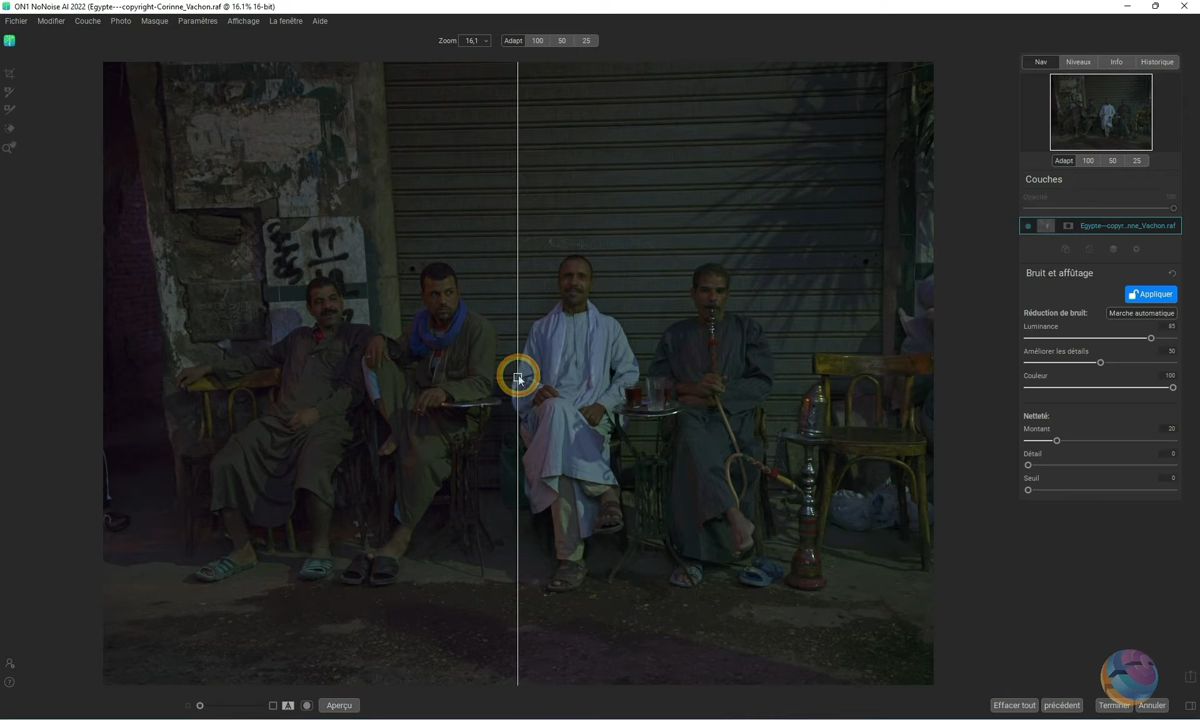 ON1 NoNoise AI 2022 (Egypte---copyright-Corinne_Vachon.raf @ 16.1% 16-bit)
Fichier Modifier Couche Photo Masque Paramètres Affichage La fenêtre Aide
Zoom 16,1 Adapt 100 50 25
Nav Niveaux Info Historique
Adapt 100 50 25
Couches
Opacité 100
Egypte---copyr...nne_Vachon.raf
Bruit et affûtage
Appliquer
Réduction de bruit: Marche automatique
Luminance 85
Améliorer les détails 50
Couleur 100
Netteté:
Montant 20
Détail 0
Seuil 0
A Aperçu
Effacer tout précédent Terminer Annuler